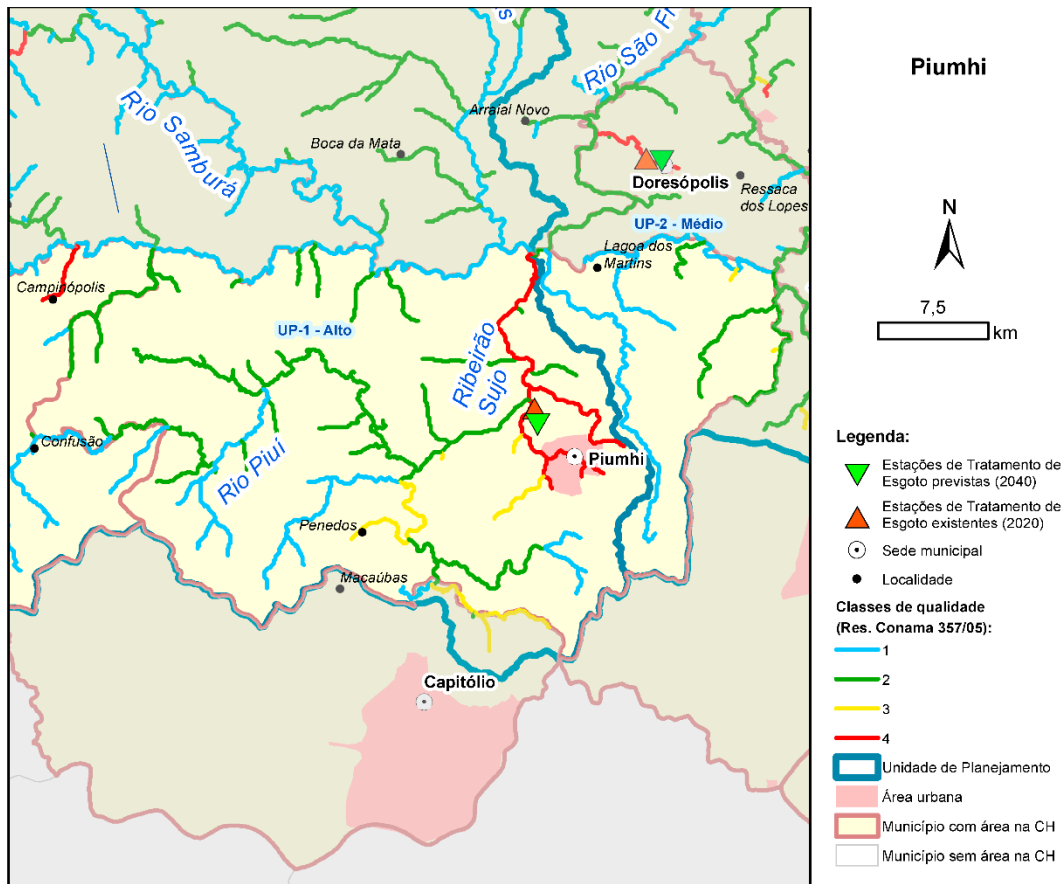 Piumhi
N
7,5
km
Legenda:
Estações de Tratamento de
Esgoto previstas (2040)
Estações de Tratamento de
Esgoto existentes (2020)
Sede municipal
Localidade
Classes de qualidade
(Res. Conama 357/05):
1
2
3
4
Unidade de Planejamento
Área urbana
Município com área na CH
Município sem área na CH
s
Rio São Fr
Rio Samburá
Arraial Novo
Boca da Mata
Doresópolis
Ressaca
dos Lopes
UP-2 - Médio
Lagoa dos
Martins
Campinópolis
UP-1 - Alto
Ribeirão
Sujo
Confusão
Rio Piuí
Piumhi
Penedos
Macaúbas
Capitólio